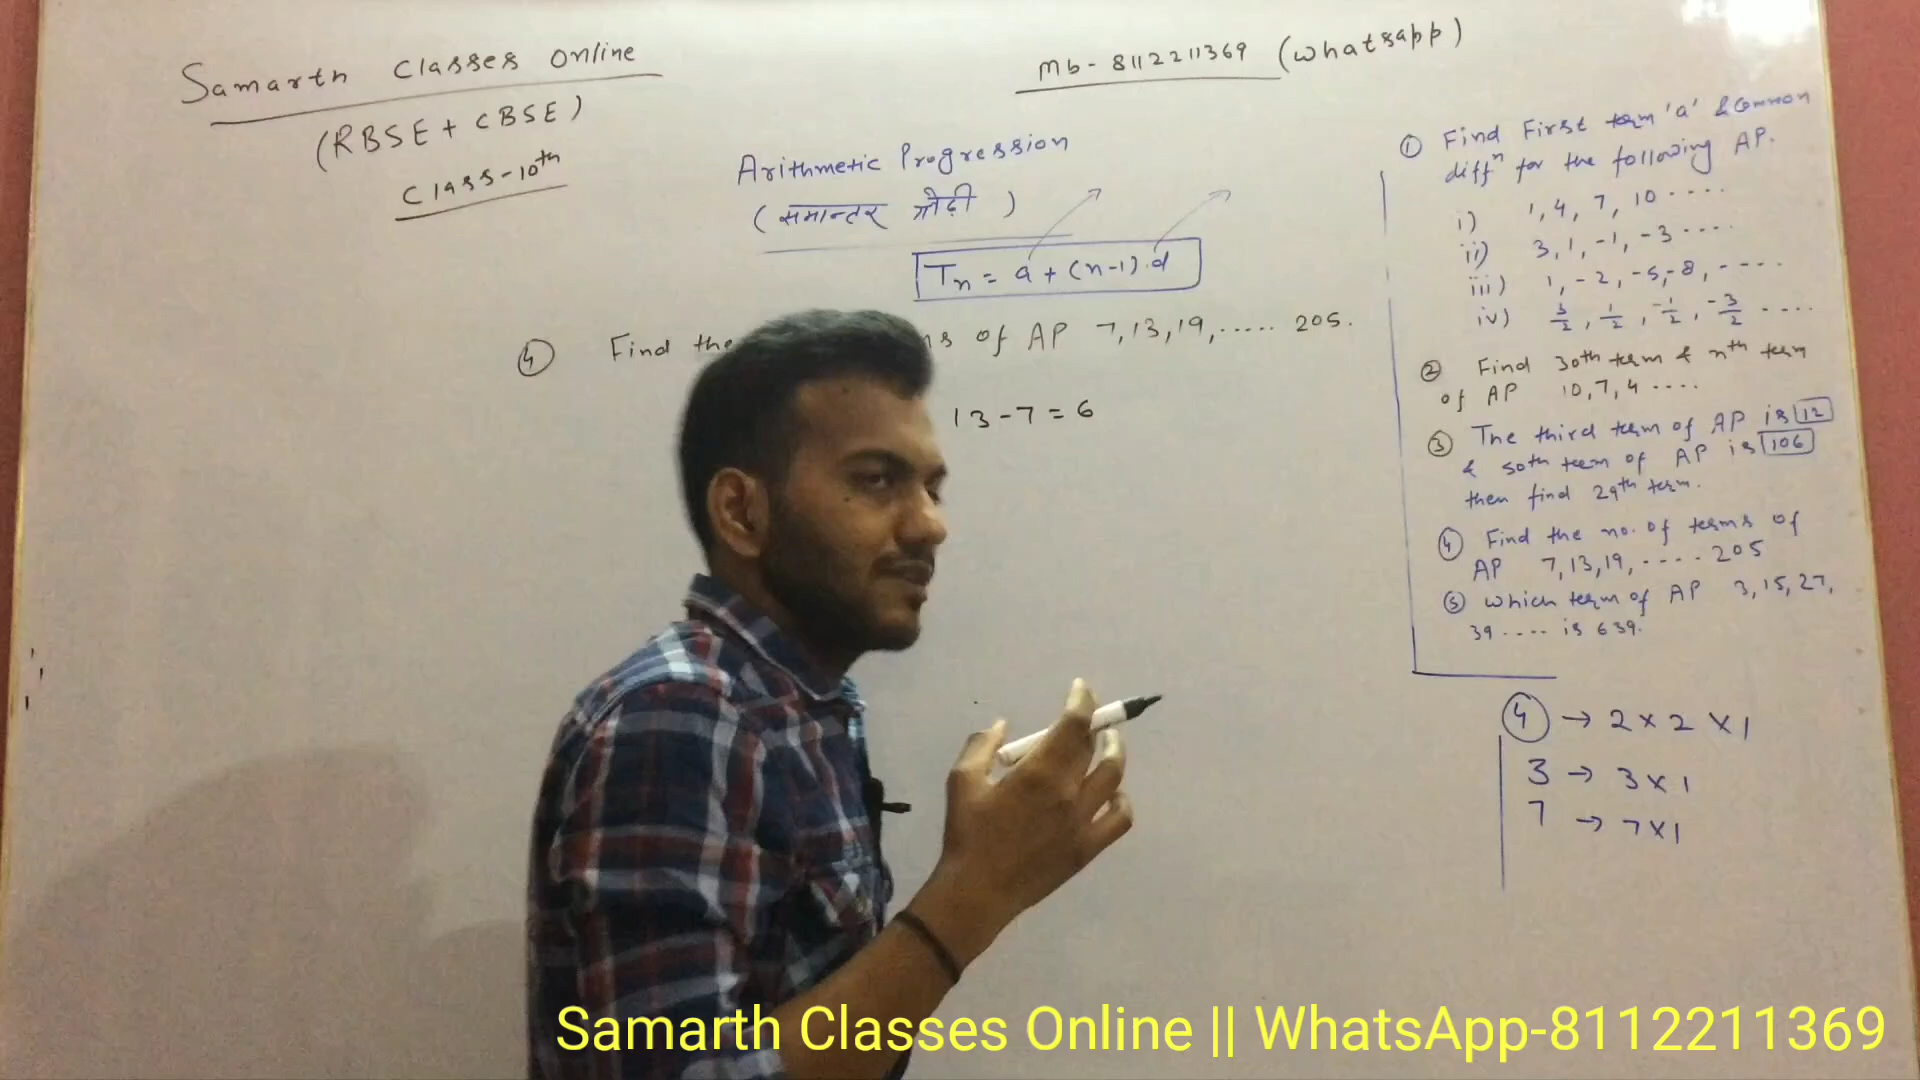 Samarth Classes Online
(RBSE + CBSE)
Class-10th
Mb- 8112211369 (whatsapp)
Arithmetic Progression
(समान्तर श्रेढ़ी)
Tn = a + (n-1).d
④ Find the s of AP 7, 13, 19, ..... 205.
13 - 7 = 6
① Find First term 'a' & Common
diffⁿ for the following AP.
i) 1, 4, 7, 10 ....
ii) 3, 1, -1, -3 ....
iii) 1, -2, -5, -8, ....
iv) 3/2, 1/2, -1/2, -3/2 ....
② Find 30th term & nth term
of AP 10, 7, 4 ....
③ The third term of AP is 12
& 50th term of AP is 106
then find 29th term.
④ Find the no. of terms of
AP 7, 13, 19, ..... 205
⑤ which term of AP 3, 15, 27,
39 .... is 639.
④ → 2 × 2 × 1
3 → 3 × 1
7 → 7 × 1
Samarth Classes Online || WhatsApp-8112211369